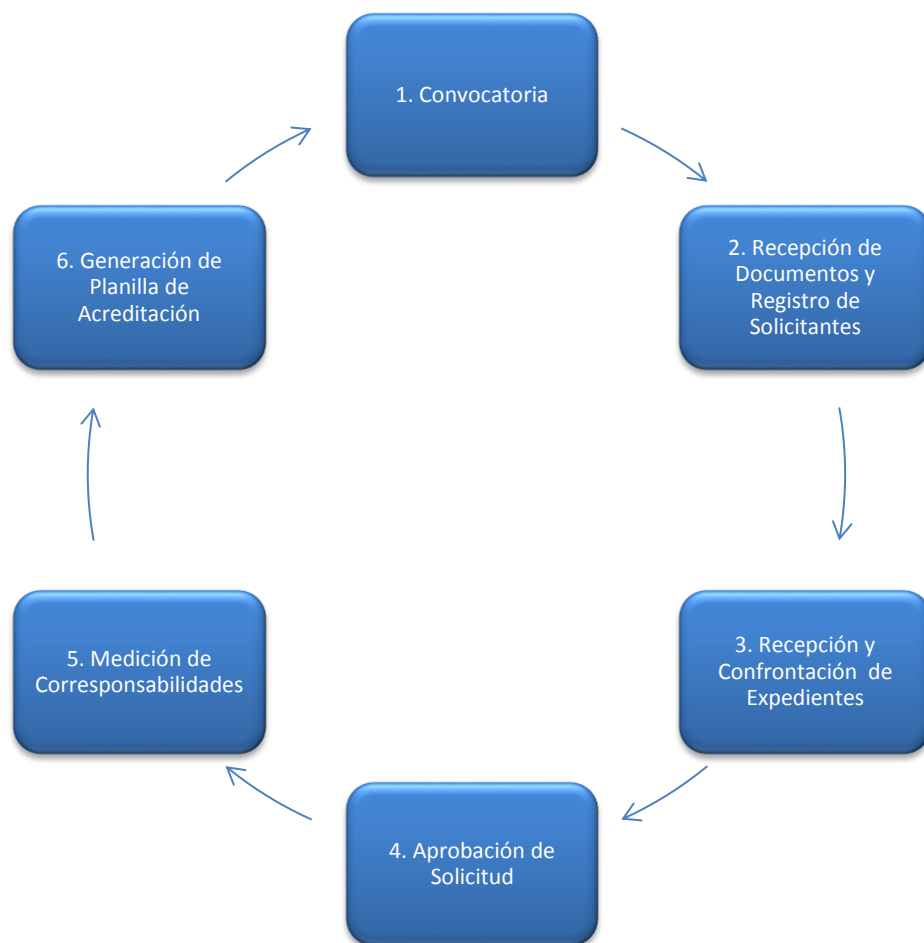 1. Convocatoria
2. Recepción de
Documentos y
Registro de
Solicitantes
3. Recepción y
Confrontación  de
Expedientes
4. Aprobación de
Solicitud
5. Medición de
Corresponsabilidades
6. Generación de
Planilla de
Acreditación